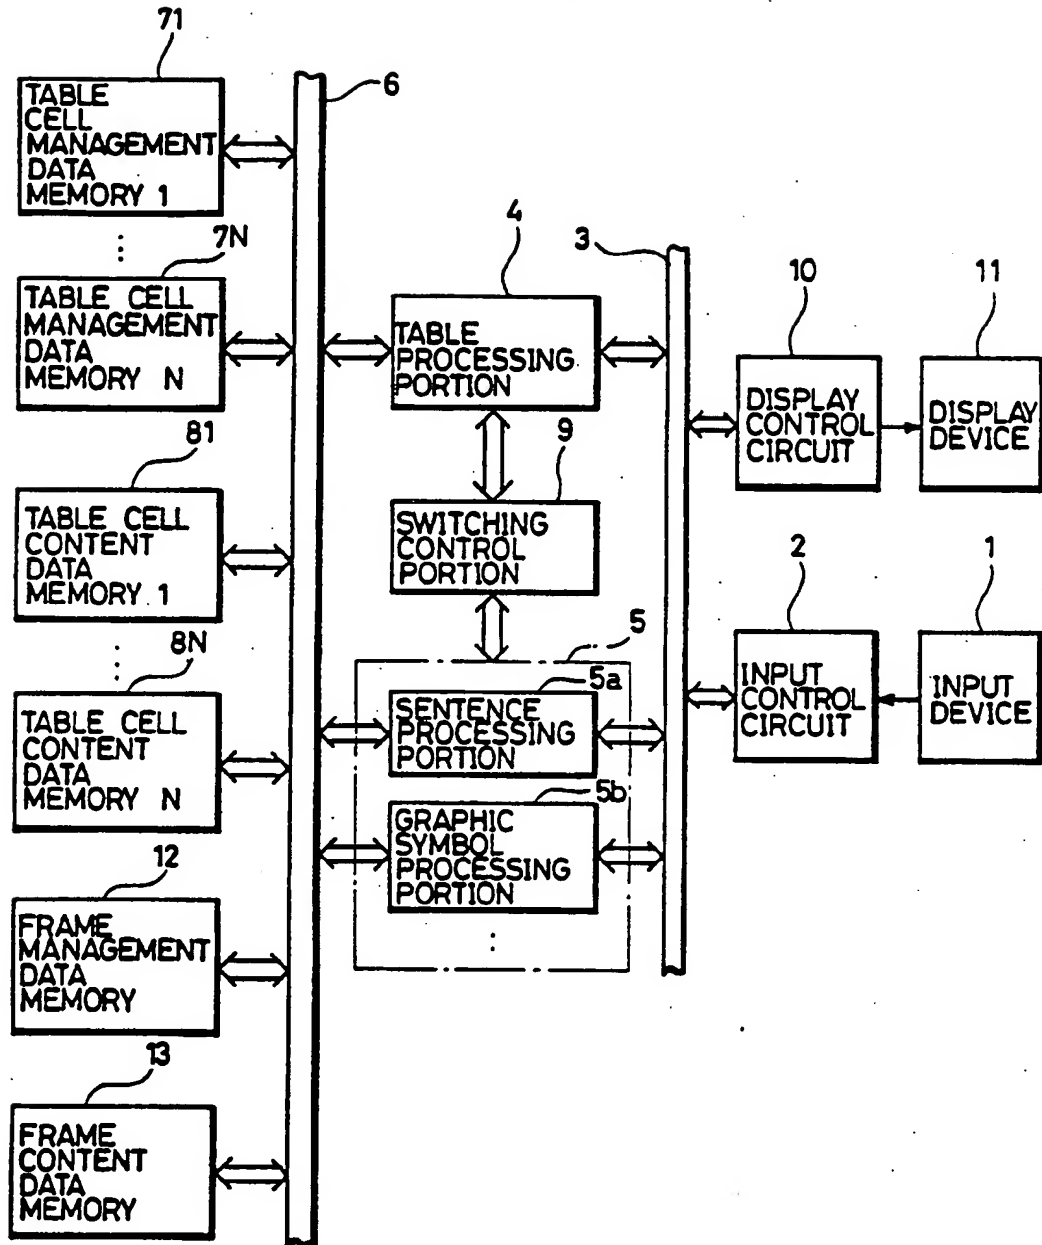 71
TABLE
CELL
MANAGEMENT
DATA
MEMORY 1
6
7N
TABLE CELL
MANAGEMENT
DATA
MEMORY N
4
TABLE
PROCESSING
PORTION
3
10
DISPLAY
CONTROL
CIRCUIT
11
DISPLAY
DEVICE
81
TABLE CELL
CONTENT
DATA
MEMORY 1
9
SWITCHING
CONTROL
PORTION
2
INPUT
CONTROL
CIRCUIT
1
INPUT
DEVICE
8N
TABLE CELL
CONTENT
DATA
MEMORY N
5
5a
SENTENCE
PROCESSING
PORTION
5b
GRAPHIC
SYMBOL
PROCESSING
PORTION
12
FRAME
MANAGEMENT
DATA
MEMORY
13
FRAME
CONTENT
DATA
MEMORY